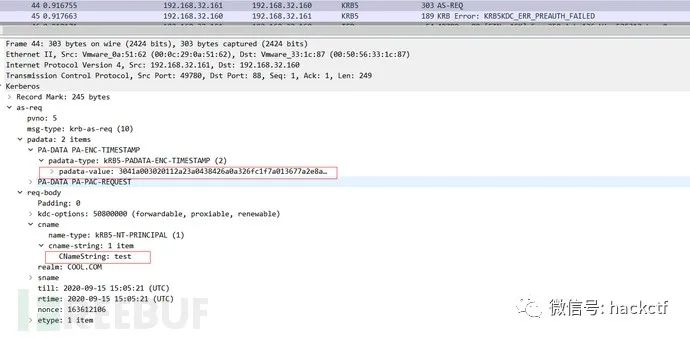 44 0.916755 192.168.32.161 192.168.32.160 KRB5 303 AS-REQ
45 0.917663 192.168.32.160 192.168.32.161 KRB5 189 KRB Error: KRB5KDC_ERR_PREAUTH_FAILED
Frame 44: 303 bytes on wire (2424 bits), 303 bytes captured (2424 bits)
Ethernet II, Src: Vmware_0a:51:62 (00:0c:29:0a:51:62), Dst: Vmware_33:1c:87 (00:50:56:33:1c:87)
Internet Protocol Version 4, Src: 192.168.32.161, Dst: 192.168.32.160
Transmission Control Protocol, Src Port: 49780, Dst Port: 88, Seq: 1, Ack: 1, Len: 249
Kerberos
Record Mark: 245 bytes
as-req
pvno: 5
msg-type: krb-as-req (10)
padata: 2 items
PA-DATA PA-ENC-TIMESTAMP
padata-type: kRB5-PADATA-ENC-TIMESTAMP (2)
padata-value: 3041a003020112a23a0438426a0a326fc1f7a013677a2e8a…
PA-DATA PA-PAC-REQUEST
req-body
Padding: 0
kdc-options: 50800000 (forwardable, proxiable, renewable)
cname
name-type: kRB5-NT-PRINCIPAL (1)
cname-string: 1 item
CNameString: test
realm: COOL.COM
sname
till: 2020-09-15 15:05:21 (UTC)
rtime: 2020-09-15 15:05:21 (UTC)
nonce: 163612106
etype: 1 item
微信号: hackctf